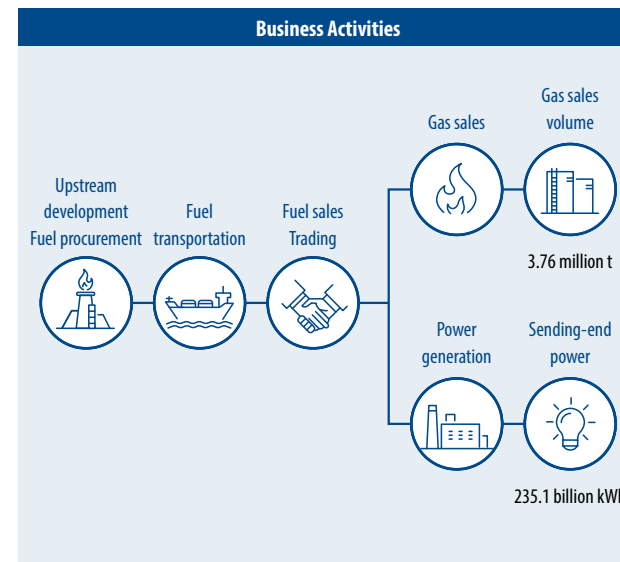 Business Activities
Gas sales
volume
Gas sales
Upstream
development
Fuel procurement
Fuel
transportation
Fuel sales
Trading
3.76 million t
Power
generation
Sending-end
power
235.1 billion kWh